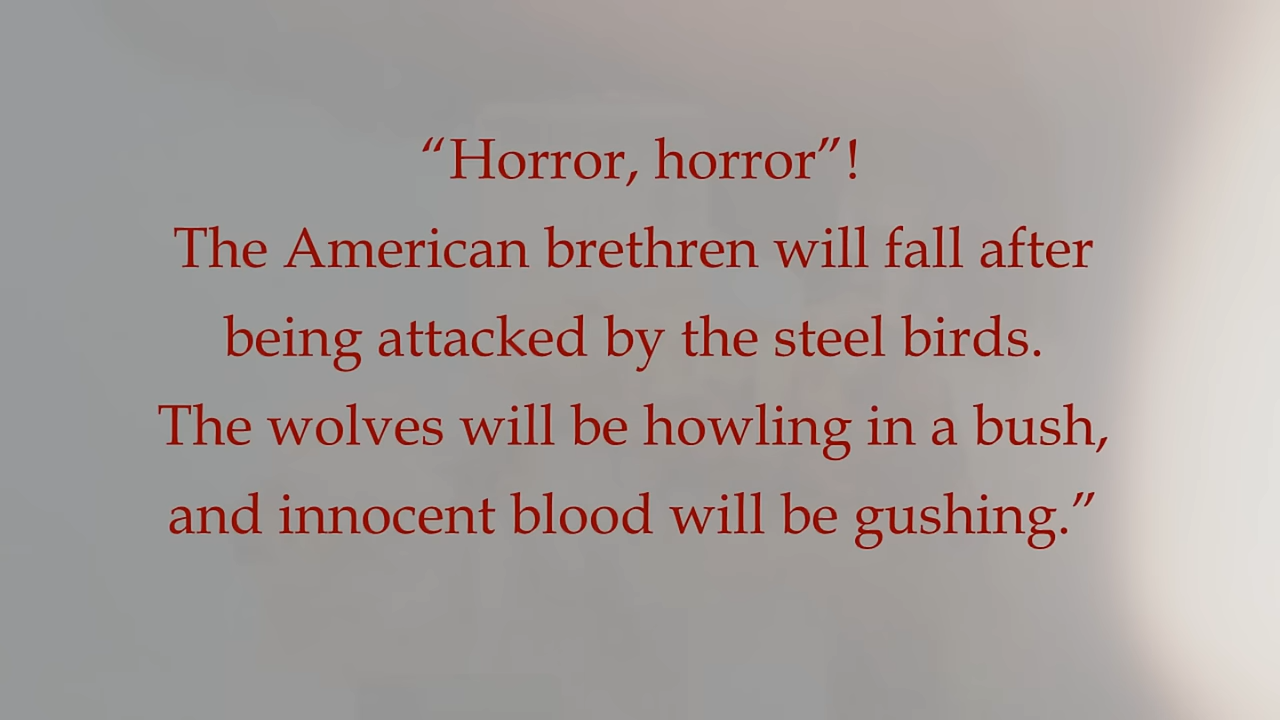 “Horror, horror”!
The American brethren will fall after
being attacked by the steel birds.
The wolves will be howling in a bush,
and innocent blood will be gushing.”